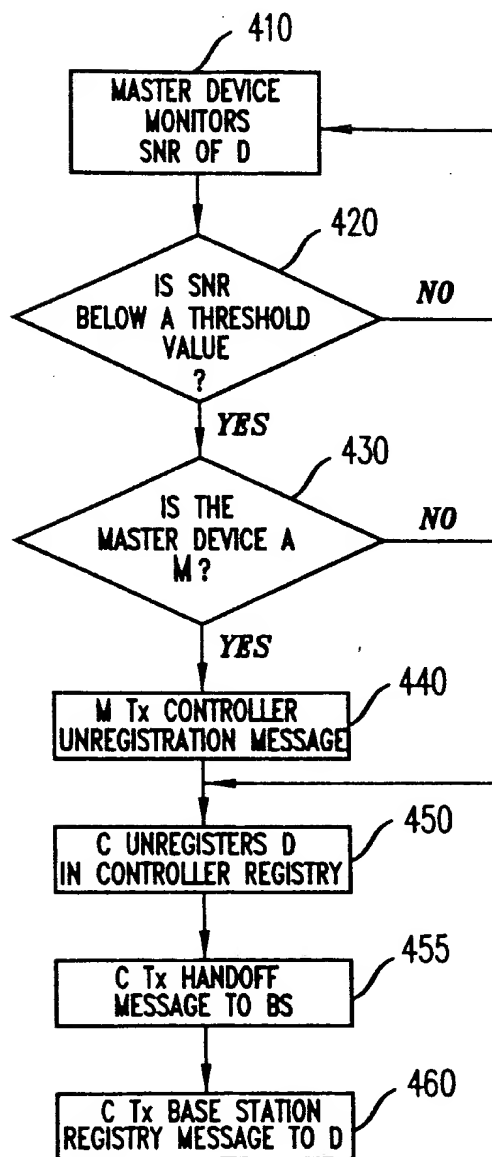 410
MASTER DEVICE
MONITORS
SNR OF D
420
IS SNR
BELOW A THRESHOLD
VALUE
?
NO
YES
430
IS THE
MASTER DEVICE A
M?
NO
YES
440
M Tx CONTROLLER
UNREGISTRATION MESSAGE
450
C UNREGISTERS D
IN CONTROLLER REGISTRY
455
C Tx HANDOFF
MESSAGE TO BS
460
C Tx BASE STATION
REGISTRY MESSAGE TO D